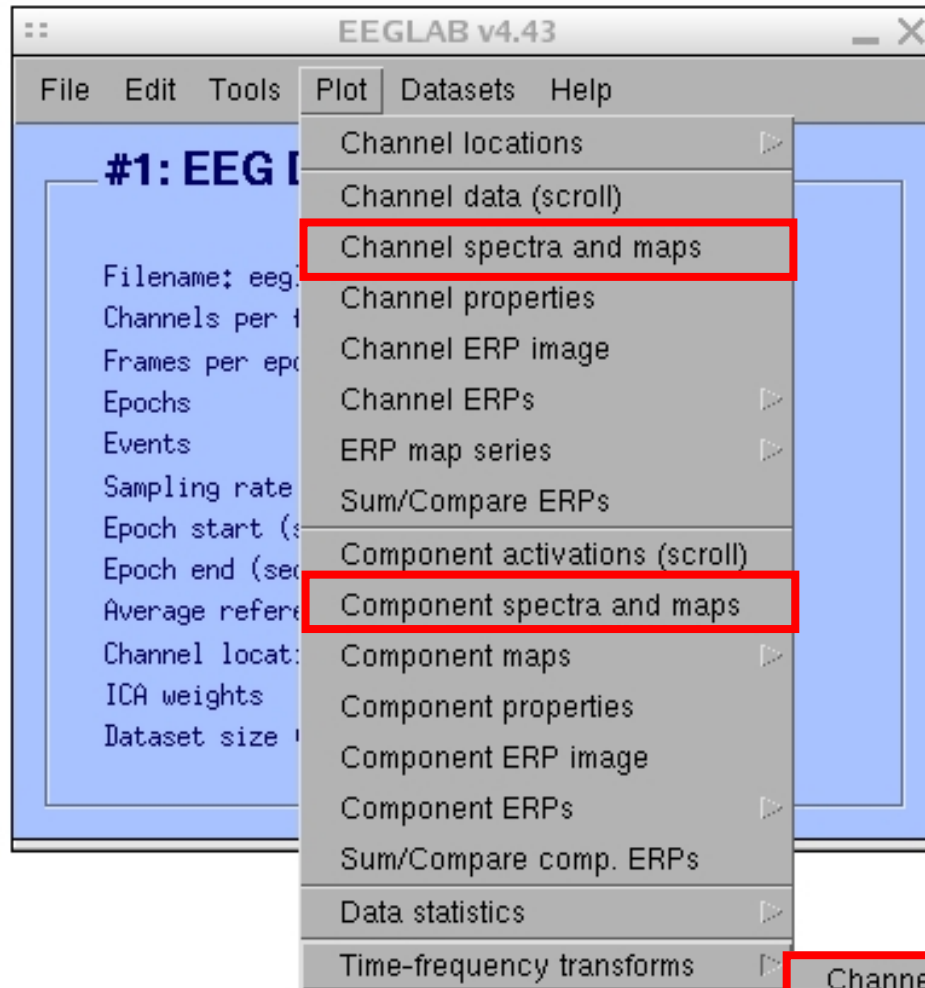 EEGLAB v4.43
File Edit Tools Plot Datasets Help
#1: EEG
Filename: eegl
Channels per
Frames per epo
Epochs
Events
Sampling rate
Epoch start (s
Epoch end (sec
Average refere
Channel locati
ICA weights
Dataset size
Channel locations
Channel data (scroll)
Channel spectra and maps
Channel properties
Channel ERP image
Channel ERPs
ERP map series
Sum/Compare ERPs
Component activations (scroll)
Component spectra and maps
Component maps
Component properties
Component ERP image
Component ERPs
Sum/Compare comp. ERPs
Data statistics
Time-frequency transforms
Channe